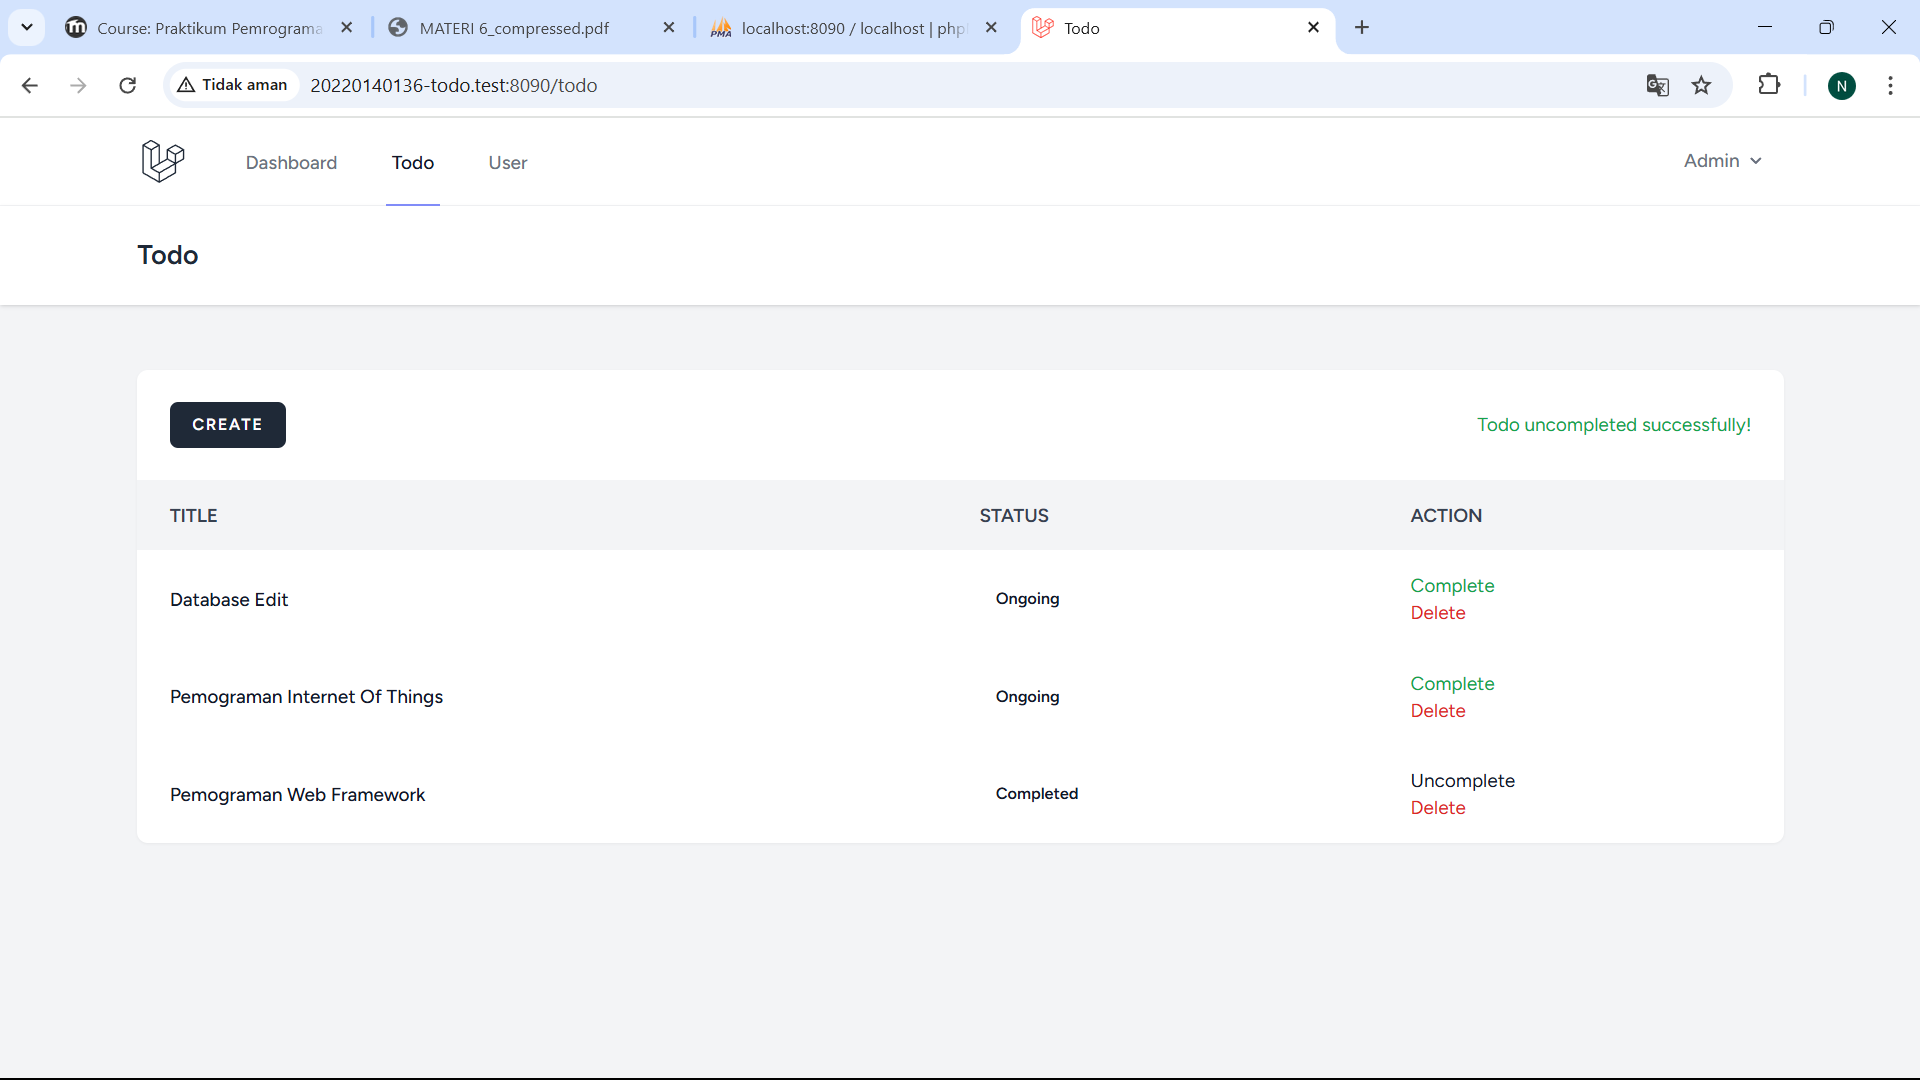 Course: Praktikum Pemrograma
MATERI 6_compressed.pdf
localhost:8090 / localhost | php
Todo
Tidak aman
20220140136-todo.test:8090/todo
N
Dashboard
Todo
User
Admin
Todo
CREATE
Todo uncompleted successfully!
TITLE STATUS ACTION
Database Edit Ongoing Complete
Delete
Pemograman Internet Of Things Ongoing Complete
Delete
Pemograman Web Framework Completed Uncomplete
Delete